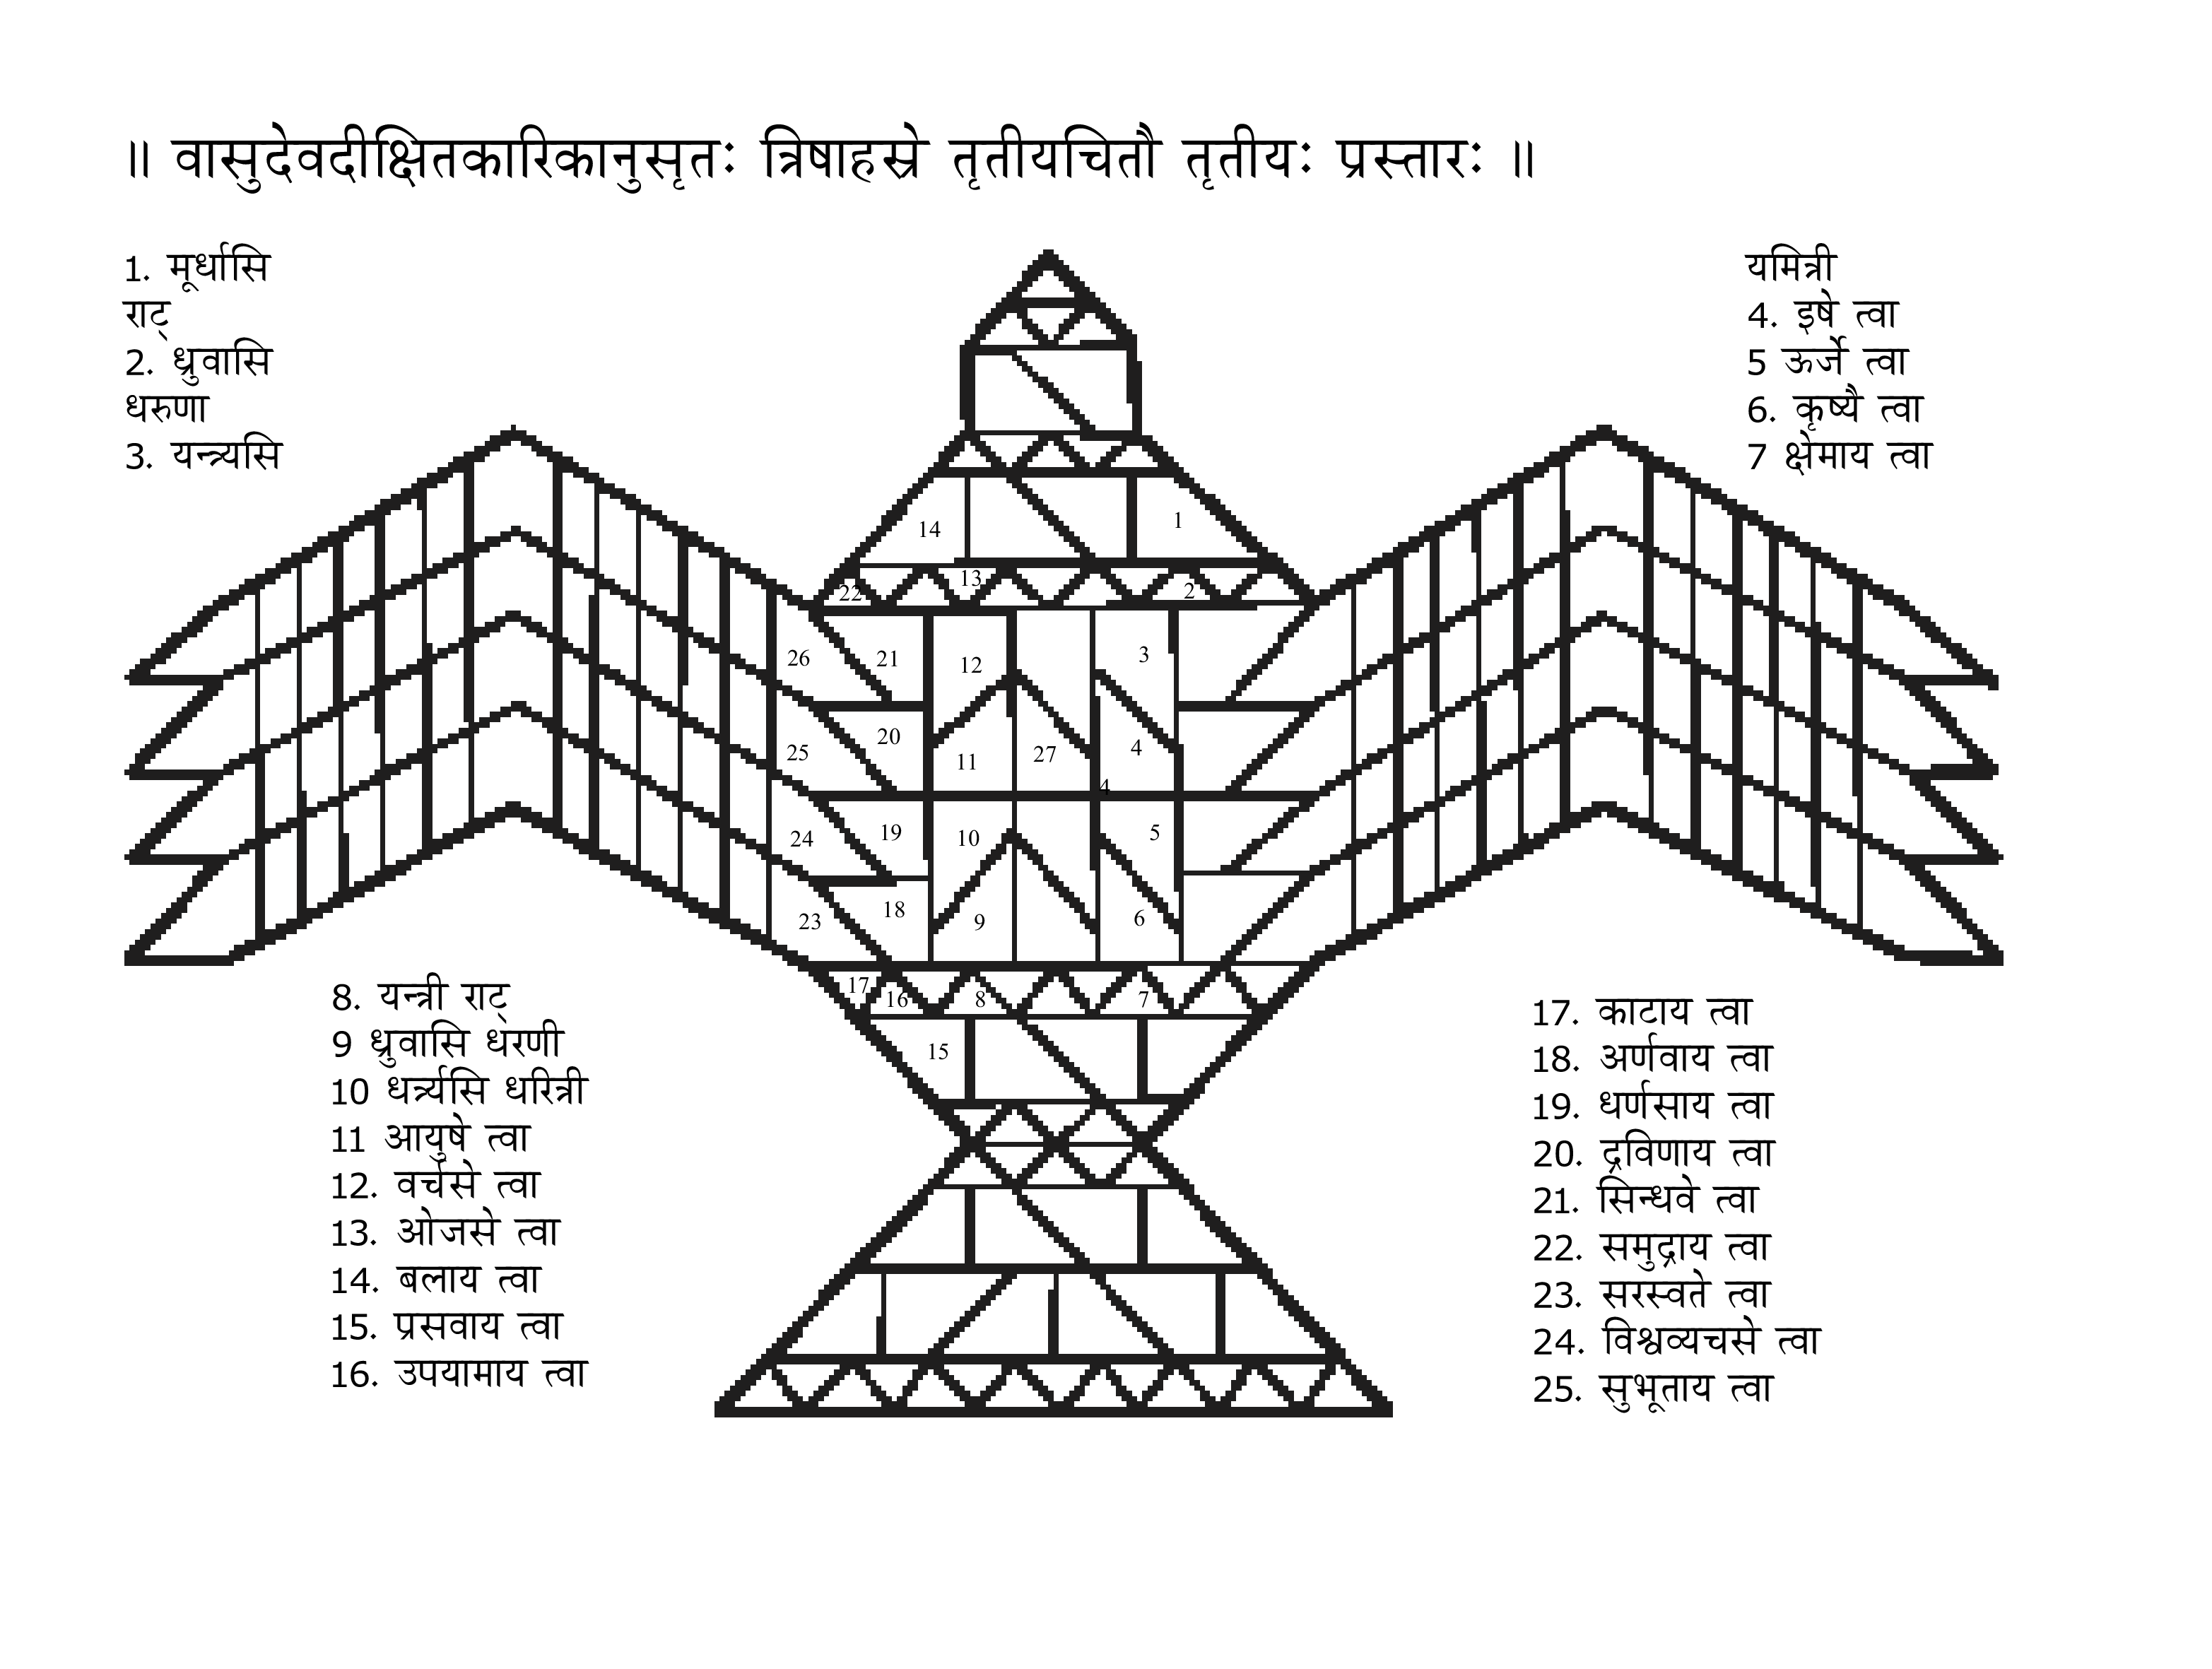 ॥ वासुदेवदीक्षितकारिकानुसृतः त्रिषाहस्रे तृतीयचितौ तृतीयः प्रस्तारः ॥
1. मूर्धासि
राट्
2. ध्रुवासि
धरुणा
3. यन्त्र्यसि
यमित्री
4. इषे त्वा
5 ऊर्जे त्वा
6. कृष्यै त्वा
7 क्षेमाय त्वा
14
1
22
13
2
26
21
12
3
20
25
11
27
4
4
24
19
10
5
23
18
9
6
17
16
8
7
15
8. यन्त्री राट्
9 ध्रुवासि धरणी
10 धर्त्र्यसि धरित्री
11 आयुषे त्वा
12. वर्चसे त्वा
13. ओजसे त्वा
14. बलाय त्वा
15. प्रसवाय त्वा
16. उपयामाय त्वा
17. काटाय त्वा
18. अर्णवाय त्वा
19. धर्णसाय त्वा
20. द्रविणाय त्वा
21. सिन्धवे त्वा
22. समुद्राय त्वा
23. सरस्वते त्वा
24. विश्वव्यचसे त्वा
25. सुभूताय त्वा